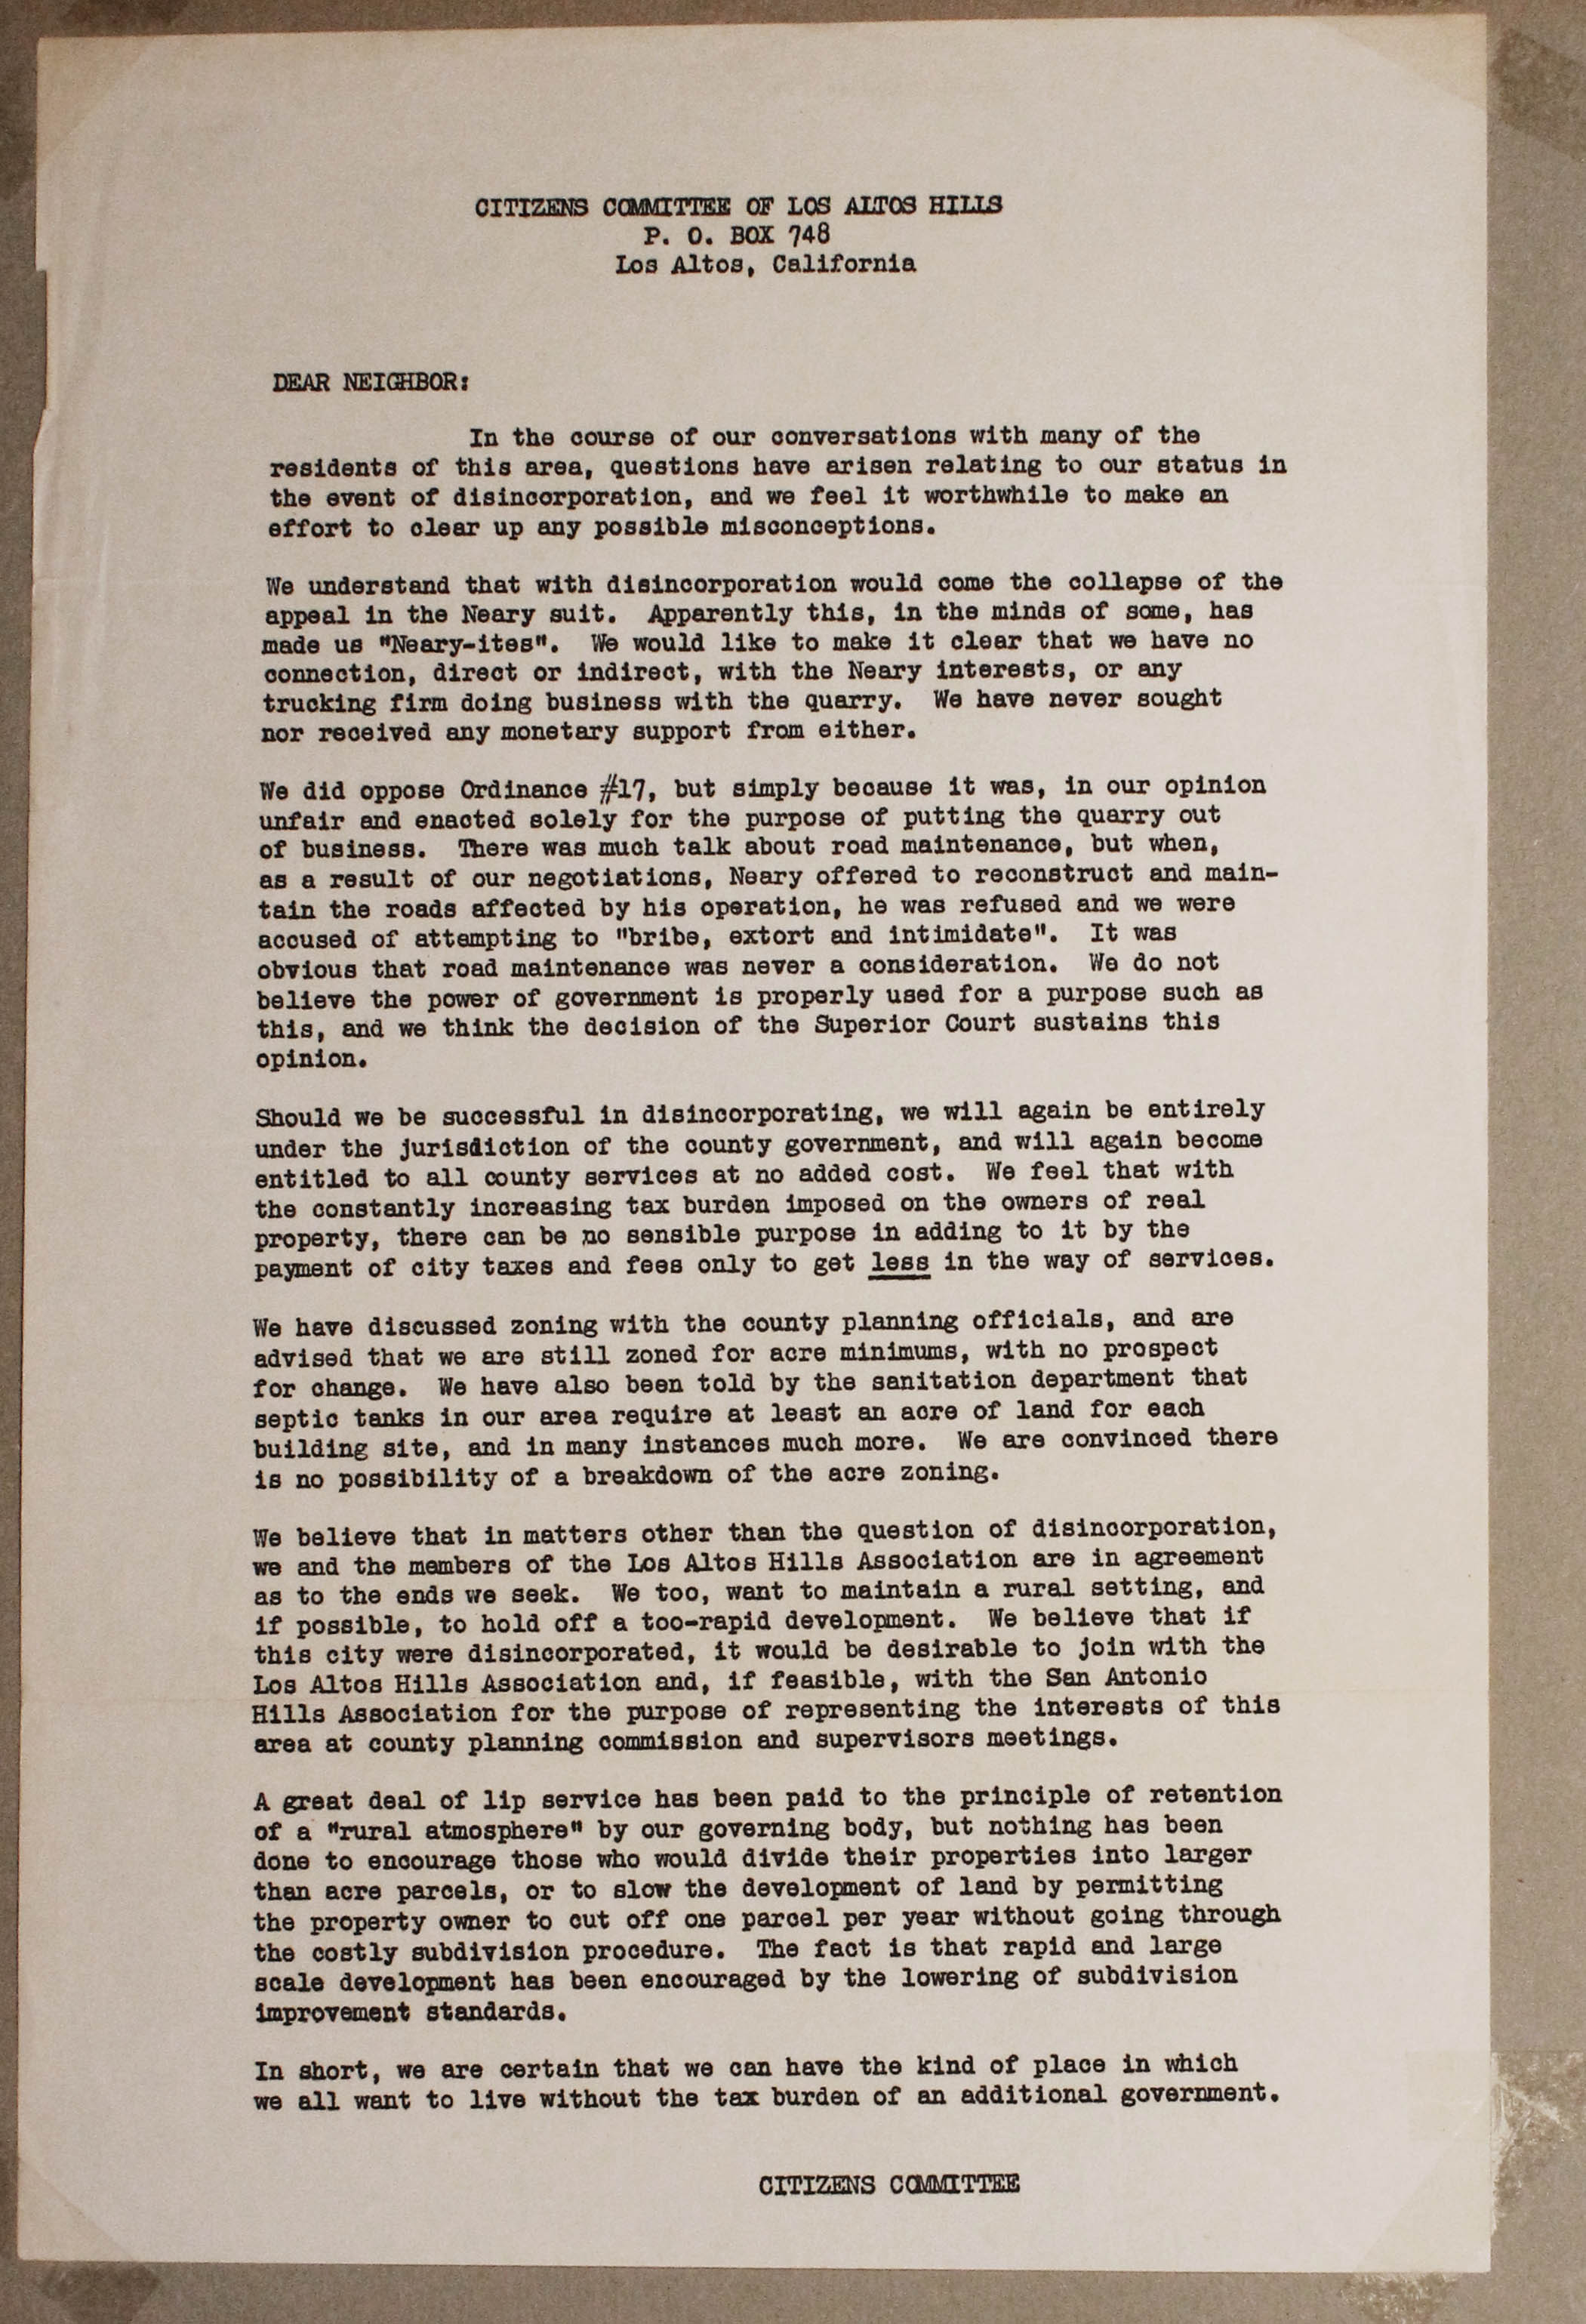 CITIZENS COMMITTEE OF LOS ALTOS HILLS
P. O. BOX 748
Los Altos, California
DEAR NEIGHBOR:
In the course of our conversations with many of the
residents of this area, questions have arisen relating to our status in
the event of disincorporation, and we feel it worthwhile to make an
effort to clear up any possible misconceptions.
We understand that with disincorporation would come the collapse of the
appeal in the Neary suit. Apparently this, in the minds of some, has
made us "Neary-ites". We would like to make it clear that we have no
connection, direct or indirect, with the Neary interests, or any
trucking firm doing business with the quarry. We have never sought
nor received any monetary support from either.
We did oppose Ordinance #17, but simply because it was, in our opinion
unfair and enacted solely for the purpose of putting the quarry out
of business. There was much talk about road maintenance, but when,
as a result of our negotiations, Neary offered to reconstruct and main-
tain the roads affected by his operation, he was refused and we were
accused of attempting to "bribe, extort and intimidate". It was
obvious that road maintenance was never a consideration. We do not
believe the power of government is properly used for a purpose such as
this, and we think the decision of the Superior Court sustains this
opinion.
Should we be successful in disincorporating, we will again be entirely
under the jurisdiction of the county government, and will again become
entitled to all county services at no added cost. We feel that with
the constantly increasing tax burden imposed on the owners of real
property, there can be no sensible purpose in adding to it by the
payment of city taxes and fees only to get less in the way of services.
We have discussed zoning with the county planning officials, and are
advised that we are still zoned for acre minimums, with no prospect
for change. We have also been told by the sanitation department that
septic tanks in our area require at least an acre of land for each
building site, and in many instances much more. We are convinced there
is no possibility of a breakdown of the acre zoning.
We believe that in matters other than the question of disincorporation,
we and the members of the Los Altos Hills Association are in agreement
as to the ends we seek. We too, want to maintain a rural setting, and
if possible, to hold off a too-rapid development. We believe that if
this city were disincorporated, it would be desirable to join with the
Los Altos Hills Association and, if feasible, with the San Antonio
Hills Association for the purpose of representing the interests of this
area at county planning commission and supervisors meetings.
A great deal of lip service has been paid to the principle of retention
of a "rural atmosphere" by our governing body, but nothing has been
done to encourage those who would divide their properties into larger
than acre parcels, or to slow the development of land by permitting
the property owner to cut off one parcel per year without going through
the costly subdivision procedure. The fact is that rapid and large
scale development has been encouraged by the lowering of subdivision
improvement standards.
In short, we are certain that we can have the kind of place in which
we all want to live without the tax burden of an additional government.
CITIZENS COMMITTEE